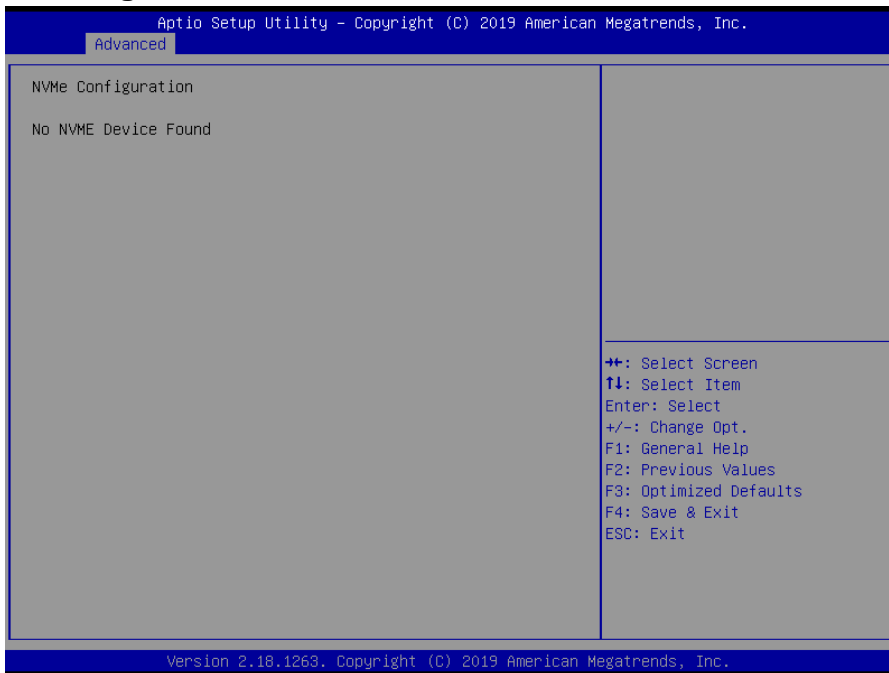 Aptio Setup Utility – Copyright (C) 2019 American Megatrends, Inc.
Advanced
NVMe Configuration
No NVME Device Found
→←: Select Screen
↑↓: Select Item
Enter: Select
+/-: Change Opt.
F1: General Help
F2: Previous Values
F3: Optimized Defaults
F4: Save & Exit
ESC: Exit
Version 2.18.1263. Copyright (C) 2019 American Megatrends, Inc.